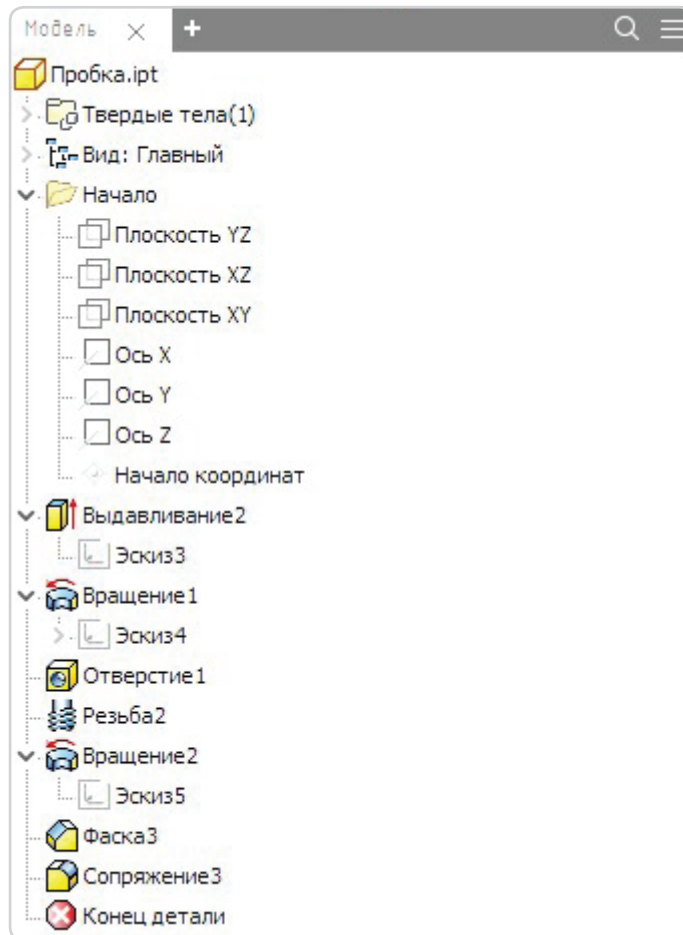 Модель
Пробка.ipt
Твердые тела(1)
Вид: Главный
Начало
Плоскость YZ
Плоскость XZ
Плоскость XY
Ось X
Ось Y
Ось Z
Начало координат
Выдавливание2
Эскиз3
Вращение1
Эскиз4
Отверстие1
Резьба2
Вращение2
Эскиз5
Фаска3
Сопряжение3
Конец детали